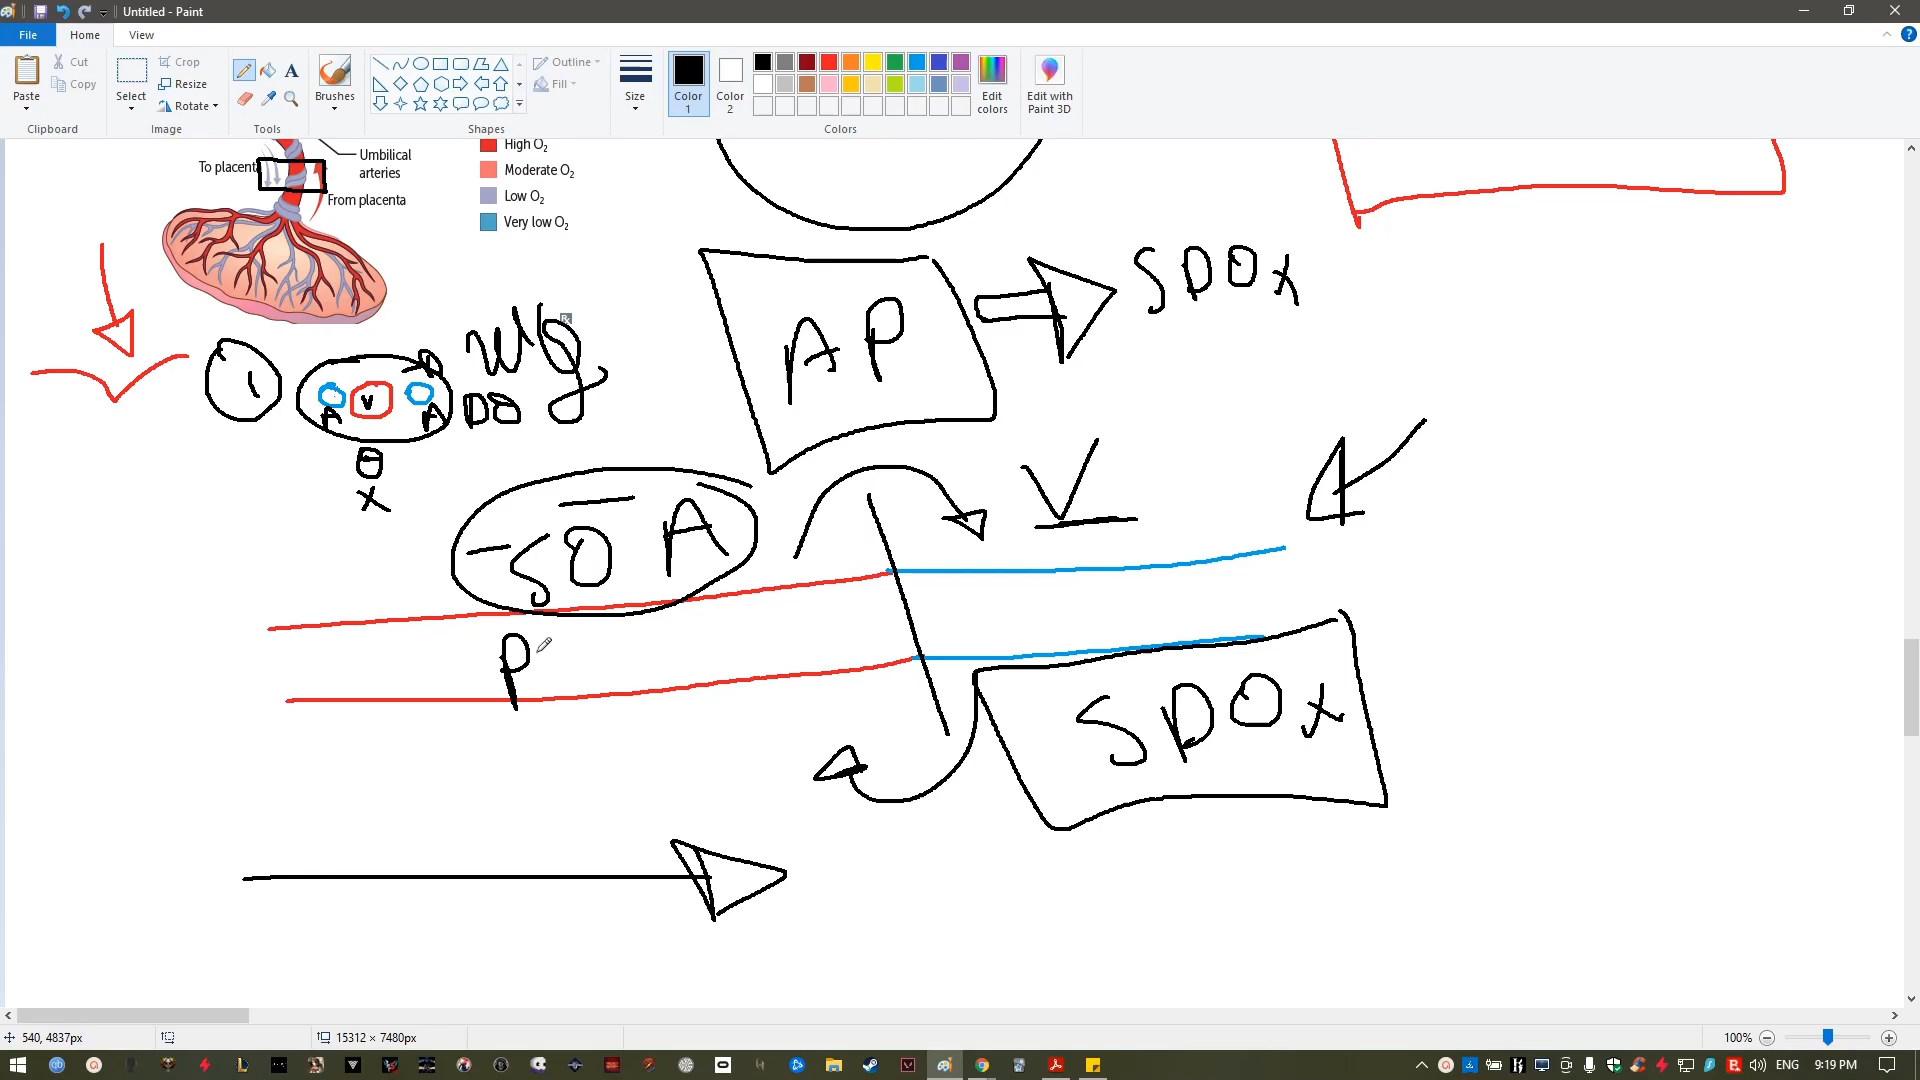 Untitled - Paint
File
Home
View
Paste
Cut
Copy
Clipboard
Select
Crop
Resize
Rotate
Image
Tools
Brushes
Shapes
Outline
Fill
Size
Color 1
Color 2
Colors
Edit colors
Edit with Paint 3D
To placent
Umbilical arteries
From placenta
High O₂
Moderate O₂
Low O₂
Very low O₂
SDOX
AP
1
V
A
A
DO
O
X
SOA
V
P
SDOX
540, 4837px
15312 × 7480px
100%
ENG
9:19 PM